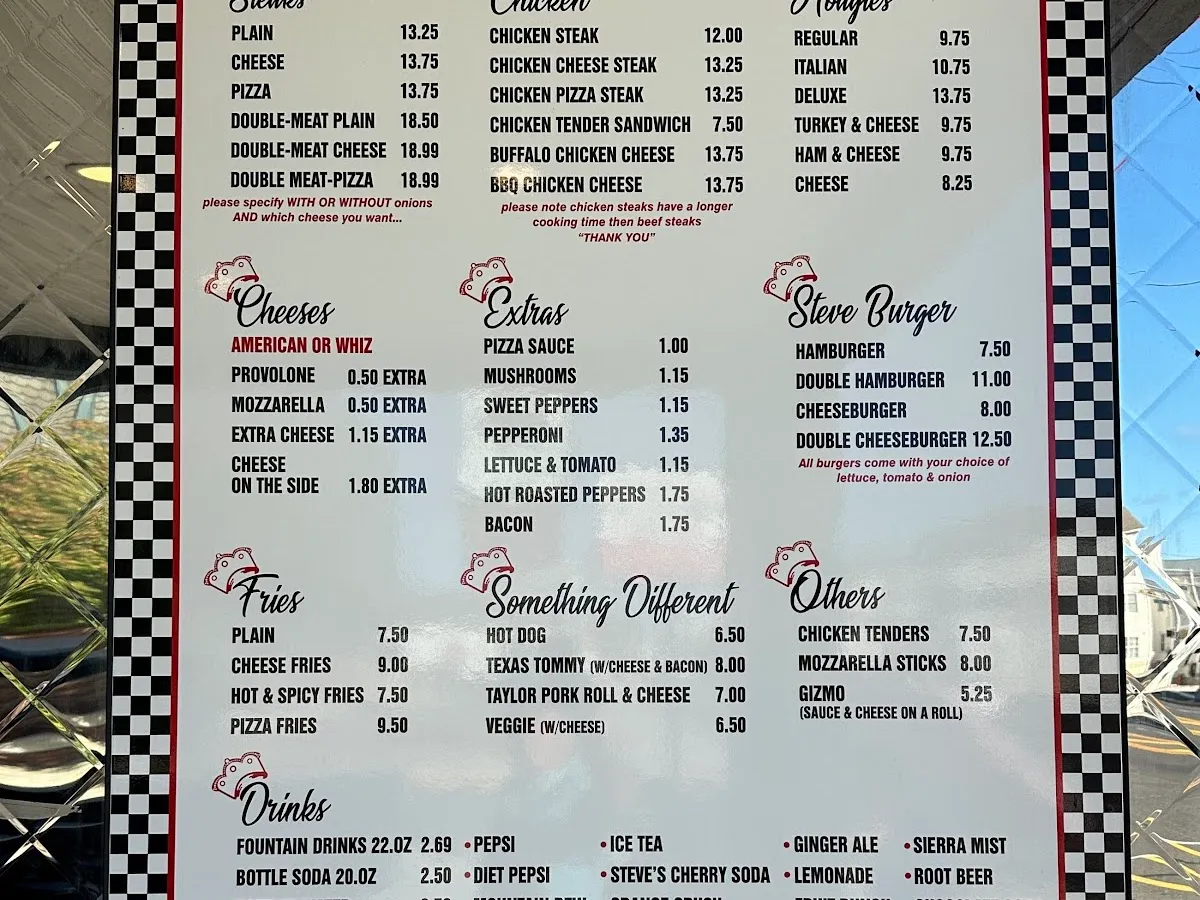 Steaks
PLAIN 13.25
CHEESE 13.75
PIZZA 13.75
DOUBLE-MEAT PLAIN 18.50
DOUBLE-MEAT CHEESE 18.99
DOUBLE MEAT-PIZZA 18.99
please specify WITH OR WITHOUT onions
AND which cheese you want...
Chicken
CHICKEN STEAK 12.00
CHICKEN CHEESE STEAK 13.25
CHICKEN PIZZA STEAK 13.25
CHICKEN TENDER SANDWICH 7.50
BUFFALO CHICKEN CHEESE 13.75
BBQ CHICKEN CHEESE 13.75
please note chicken steaks have a longer
cooking time then beef steaks
“THANK YOU”
Hougies
REGULAR 9.75
ITALIAN 10.75
DELUXE 13.75
TURKEY & CHEESE 9.75
HAM & CHEESE 9.75
CHEESE 8.25
Cheeses
AMERICAN OR WHIZ
PROVOLONE 0.50 EXTRA
MOZZARELLA 0.50 EXTRA
EXTRA CHEESE 1.15 EXTRA
CHEESE
ON THE SIDE 1.80 EXTRA
Extras
PIZZA SAUCE 1.00
MUSHROOMS 1.15
SWEET PEPPERS 1.15
PEPPERONI 1.35
LETTUCE & TOMATO 1.15
HOT ROASTED PEPPERS 1.75
BACON 1.75
Steve Burger
HAMBURGER 7.50
DOUBLE HAMBURGER 11.00
CHEESEBURGER 8.00
DOUBLE CHEESEBURGER 12.50
All burgers come with your choice of
lettuce, tomato & onion
Fries
PLAIN 7.50
CHEESE FRIES 9.00
HOT & SPICY FRIES 7.50
PIZZA FRIES 9.50
Something Different
HOT DOG 6.50
TEXAS TOMMY (W/CHEESE & BACON) 8.00
TAYLOR PORK ROLL & CHEESE 7.00
VEGGIE (W/CHEESE) 6.50
Others
CHICKEN TENDERS 7.50
MOZZARELLA STICKS 8.00
GIZMO 5.25
(SAUCE & CHEESE ON A ROLL)
Drinks
FOUNTAIN DRINKS 22.OZ 2.69 • PEPSI • ICE TEA • GINGER ALE • SIERRA MIST
BOTTLE SODA 20.OZ 2.50 • DIET PEPSI • STEVE'S CHERRY SODA • LEMONADE • ROOT BEER
MOUNTAIN DEW ORANGE CRUSH FRUIT PUNCH